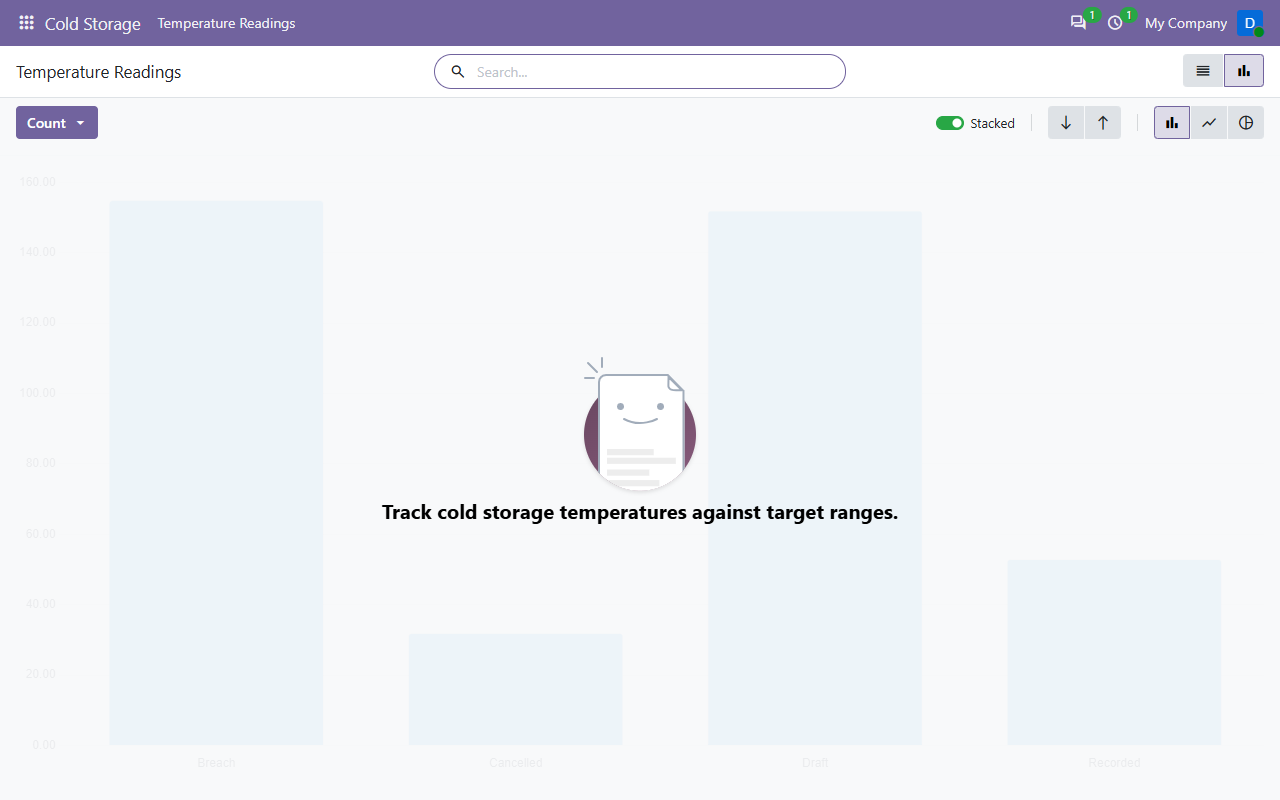 Cold Storage
Temperature Readings
1
1
My Company
D
Temperature Readings
Search...
Count
Stacked
160.00
140.00
120.00
100.00
80.00
60.00
40.00
20.00
0.00
Track cold storage temperatures against target ranges.
Breach
Cancelled
Draft
Recorded